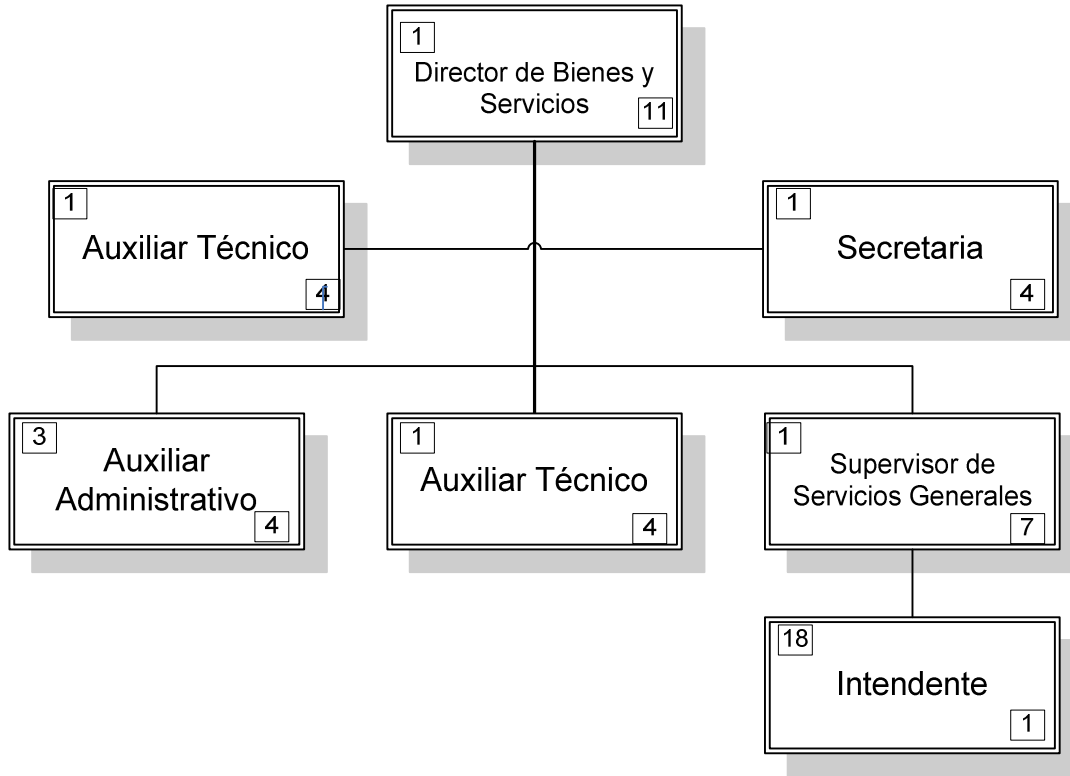 1
Director de Bienes y
Servicios
11
1
Auxiliar Técnico
4
1
Secretaria
4
3
Auxiliar
Administrativo
4
1
Auxiliar Técnico
4
1
Supervisor de
Servicios Generales
7
18
Intendente
1